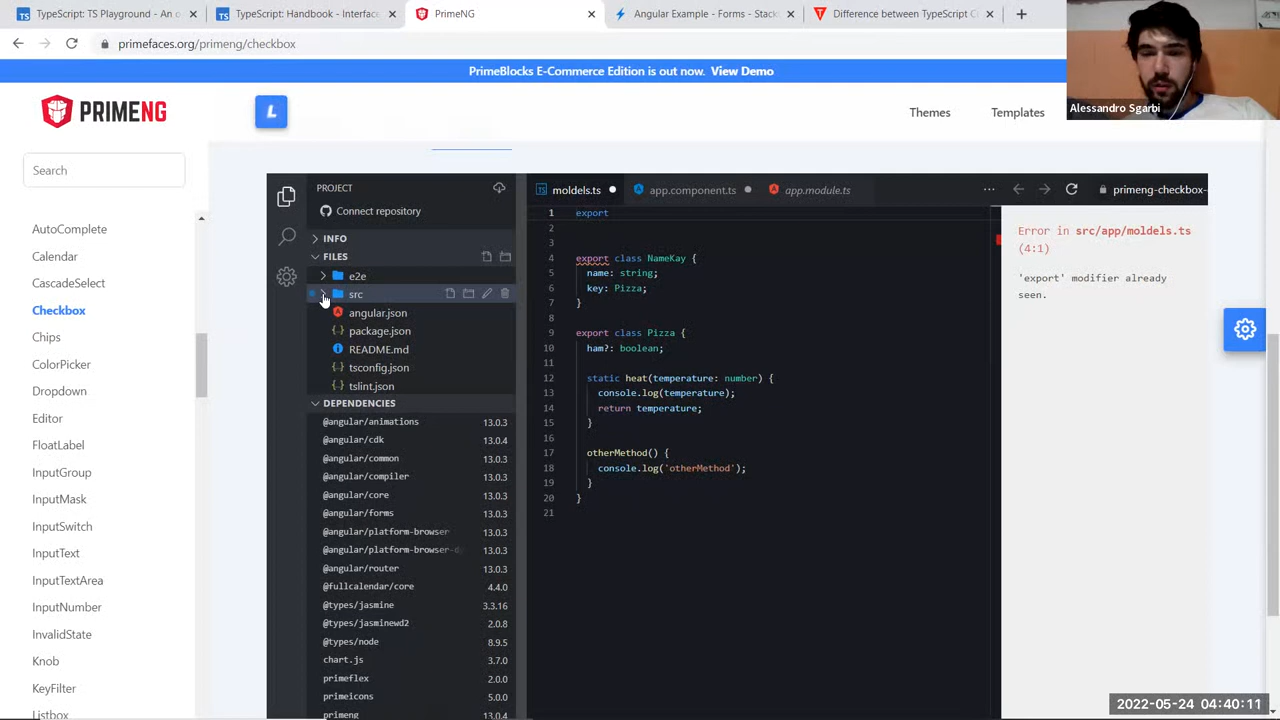 TypeScript: TS Playground - An o
TypeScript: Handbook - Interface
PrimeNG
Angular Example - Forms - Stack
Difference between TypeScript C
primefaces.org/primeng/checkbox
PrimeBlocks E-Commerce Edition is out now. View Demo
PRIMENG
L
Themes
Templates
Alessandro Sgarbi
Search
AutoComplete
Calendar
CascadeSelect
Checkbox
Chips
ColorPicker
Dropdown
Editor
FloatLabel
InputGroup
InputMask
InputSwitch
InputText
InputTextArea
InputNumber
InvalidState
Knob
KeyFilter
Listbox
PROJECT
Connect repository
INFO
FILES
e2e
src
angular.json
package.json
README.md
tsconfig.json
tslint.json
DEPENDENCIES
@angular/animations 13.0.3
@angular/cdk 13.0.4
@angular/common 13.0.3
@angular/compiler 13.0.3
@angular/core 13.0.3
@angular/forms 13.0.3
@angular/platform-browser 13.0.3
@angular/platform-browser-d 13.0.3
@angular/router 13.0.3
@fullcalendar/core 4.4.0
@types/jasmine 3.3.16
@types/jasminewd2 2.0.8
@types/node 8.9.5
chart.js 3.7.0
primeflex 2.0.0
primeicons 5.0.0
primeng 13.0.4
moldels.ts
app.component.ts
app.module.ts
1 export
2
3
4 export class NameKay {
5 name: string;
6 key: Pizza;
7 }
8
9 export class Pizza {
10 ham?: boolean;
11
12 static heat(temperature: number) {
13 console.log(temperature);
14 return temperature;
15 }
16
17 otherMethod() {
18 console.log('otherMethod');
19 }
20 }
21
primeng-checkbox-
Error in src/app/moldels.ts
(4:1)
'export' modifier already
seen.
2022-05-24 04:40:11